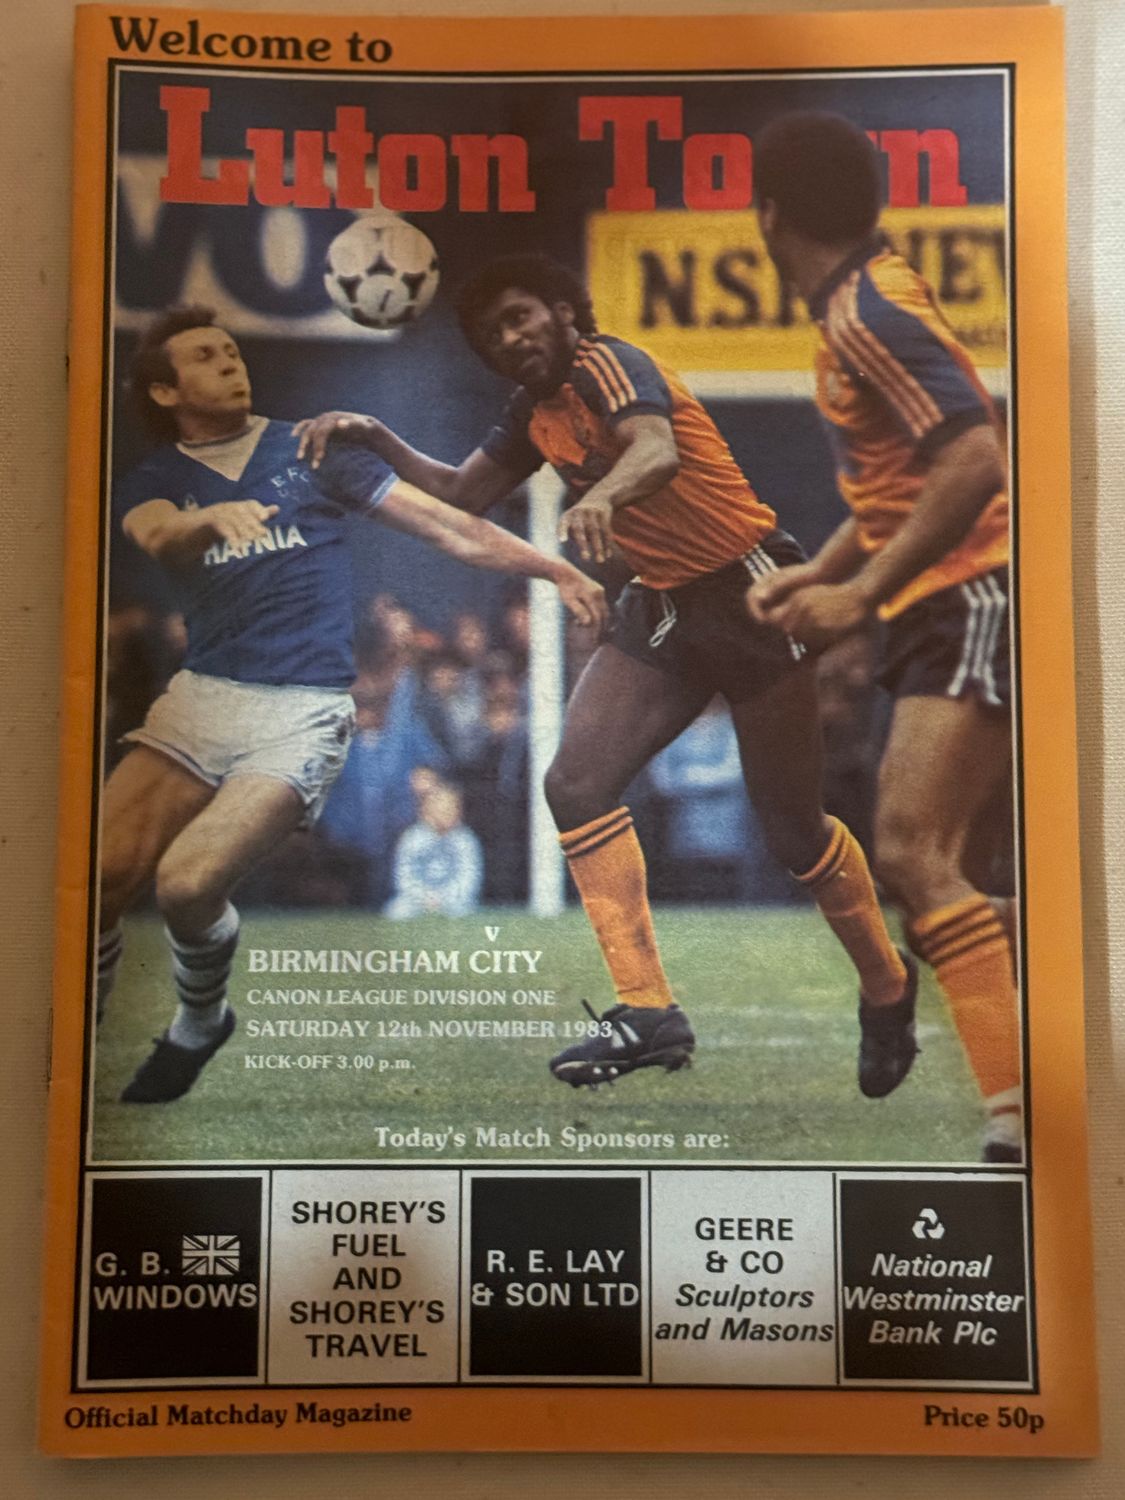 Welcome to
Luton Town
N.S.
EFC
HAFNIA
v
BIRMINGHAM CITY
CANON LEAGUE DIVISION ONE
SATURDAY 12th NOVEMBER 1983
KICK-OFF 3.00 p.m.
Today's Match Sponsors are:
G. B.
WINDOWS
SHOREY'S
FUEL
AND
SHOREY'S
TRAVEL
R. E. LAY
& SON LTD
GEERE
& CO
Sculptors
and Masons
National
Westminster
Bank Plc
Official Matchday Magazine
Price 50p